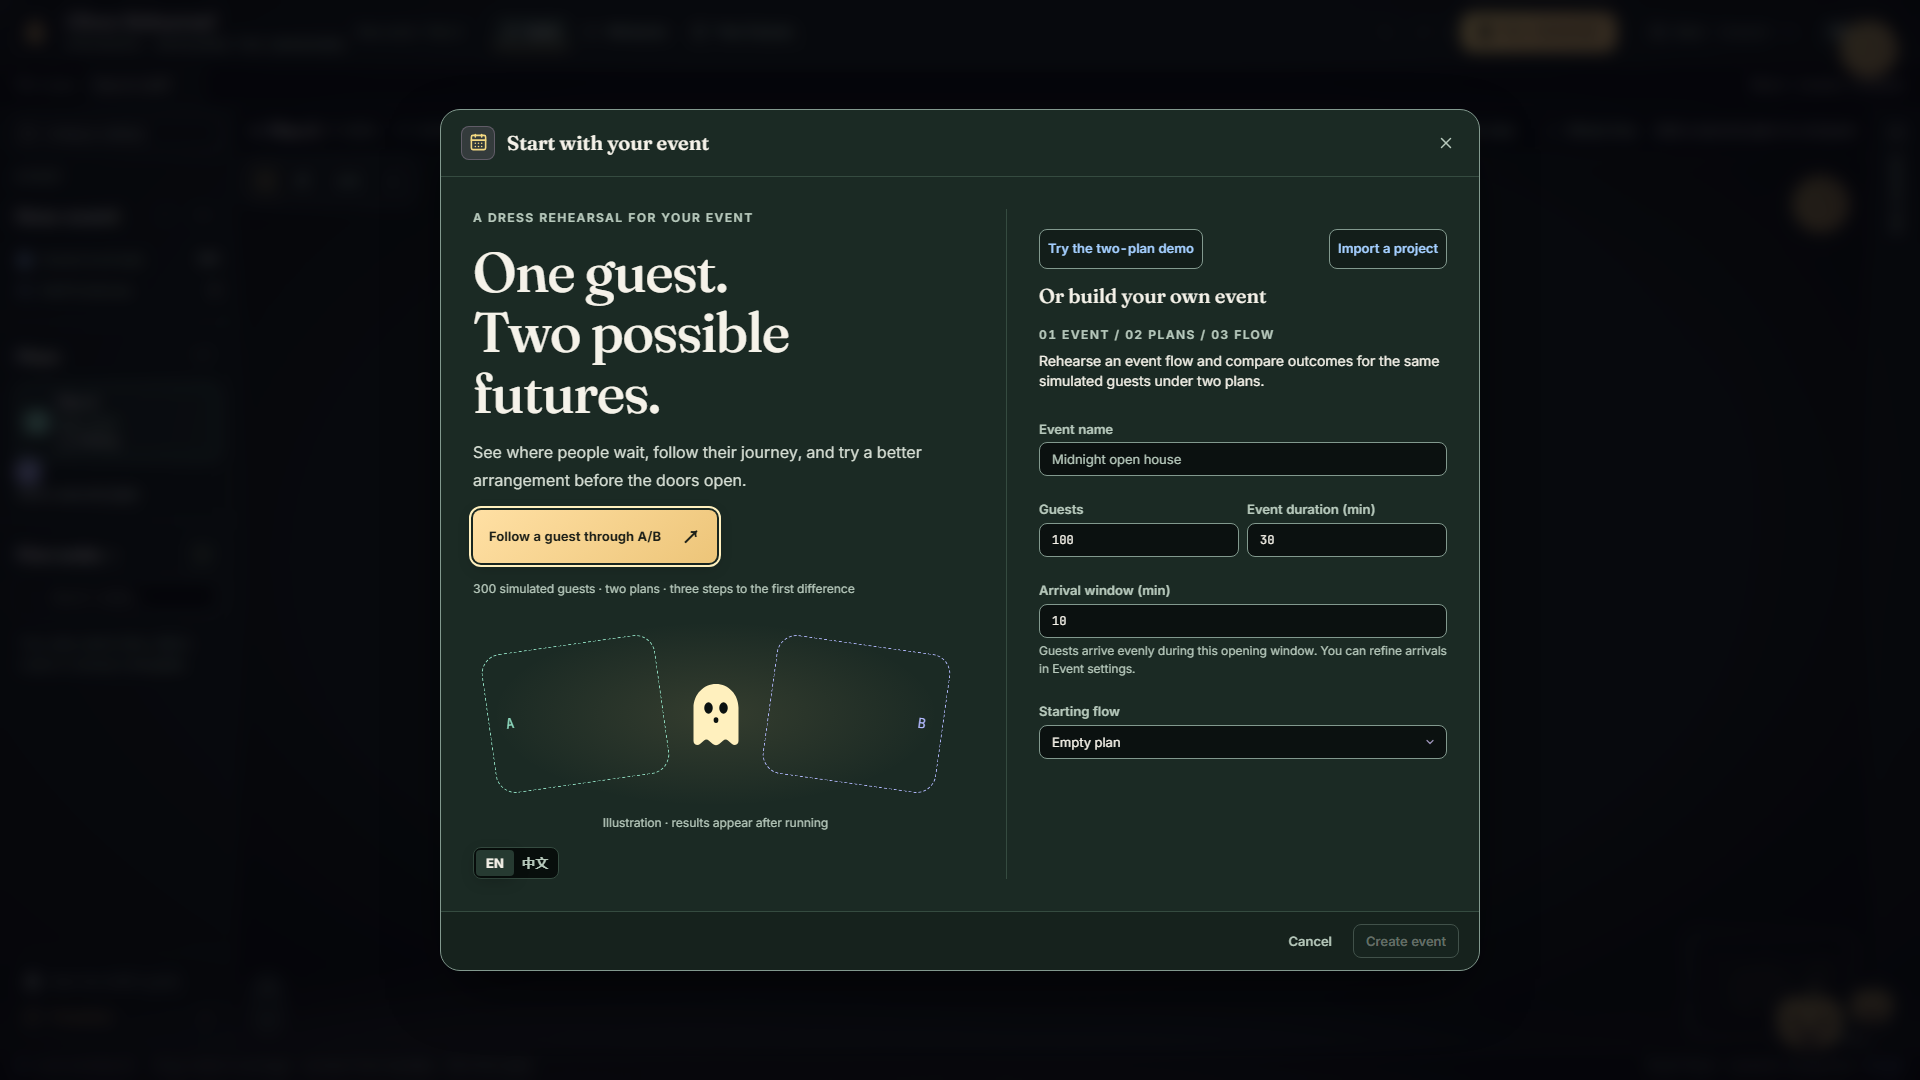 Start with your event
A DRESS REHEARSAL FOR YOUR EVENT
One guest.
Two possible
futures.
See where people wait, follow their journey, and try a better
arrangement before the doors open.
Follow a guest through A/B
300 simulated guests · two plans · three steps to the first difference
A
B
Illustration · results appear after running
EN 中文
Try the two-plan demo
Import a project
Or build your own event
01 EVENT / 02 PLANS / 03 FLOW
Rehearse an event flow and compare outcomes for the same
simulated guests under two plans.
Event name
Midnight open house
Guests
100
Event duration (min)
30
Arrival window (min)
10
Guests arrive evenly during this opening window. You can refine arrivals
in Event settings.
Starting flow
Empty plan
Cancel
Create event